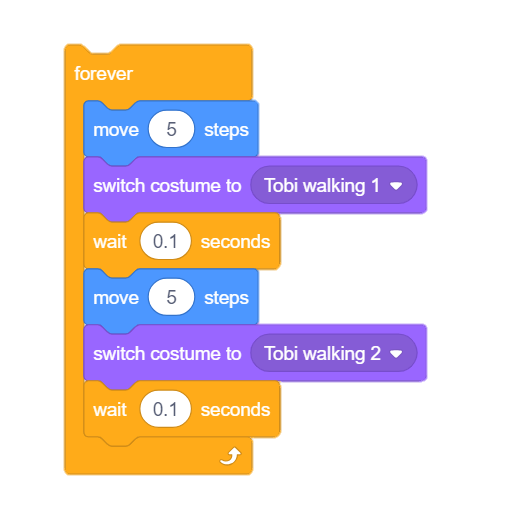 forever
move 5 steps
switch costume to Tobi walking 1
wait 0.1 seconds
move 5 steps
switch costume to Tobi walking 2
wait 0.1 seconds